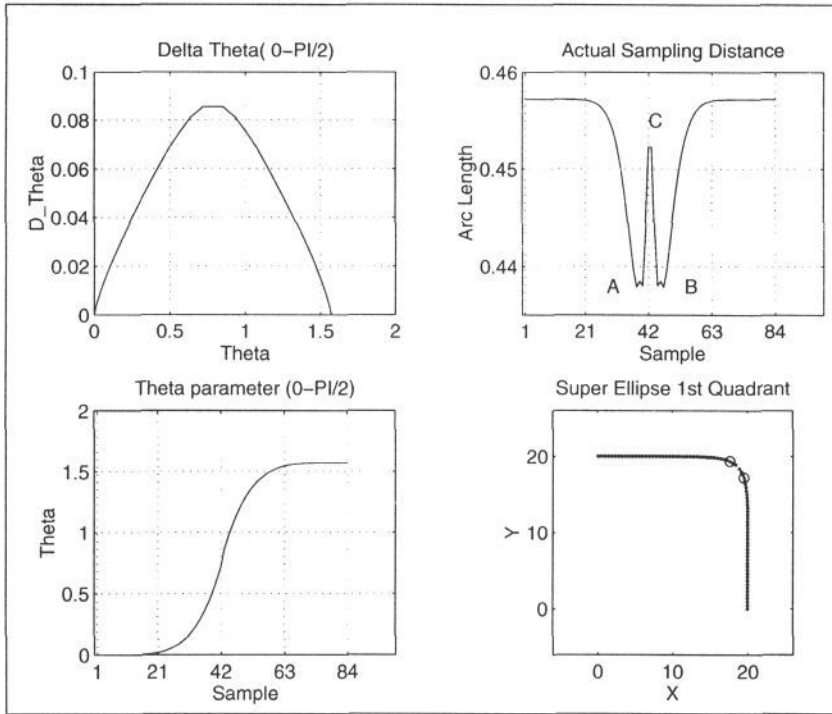 Delta Theta( 0-PI/2)
0.1
0.08
0.06
0.04
0.02
0
D_Theta
0
0.5
1
1.5
2
Theta
Actual Sampling Distance
0.46
0.45
0.44
Arc Length
C
A
B
1
21
42
63
84
Sample
Theta parameter (0-PI/2)
2
1.5
1
0.5
0
Theta
1
21
42
63
84
Sample
Super Ellipse 1st Quadrant
20
10
0
Y
0
10
20
X